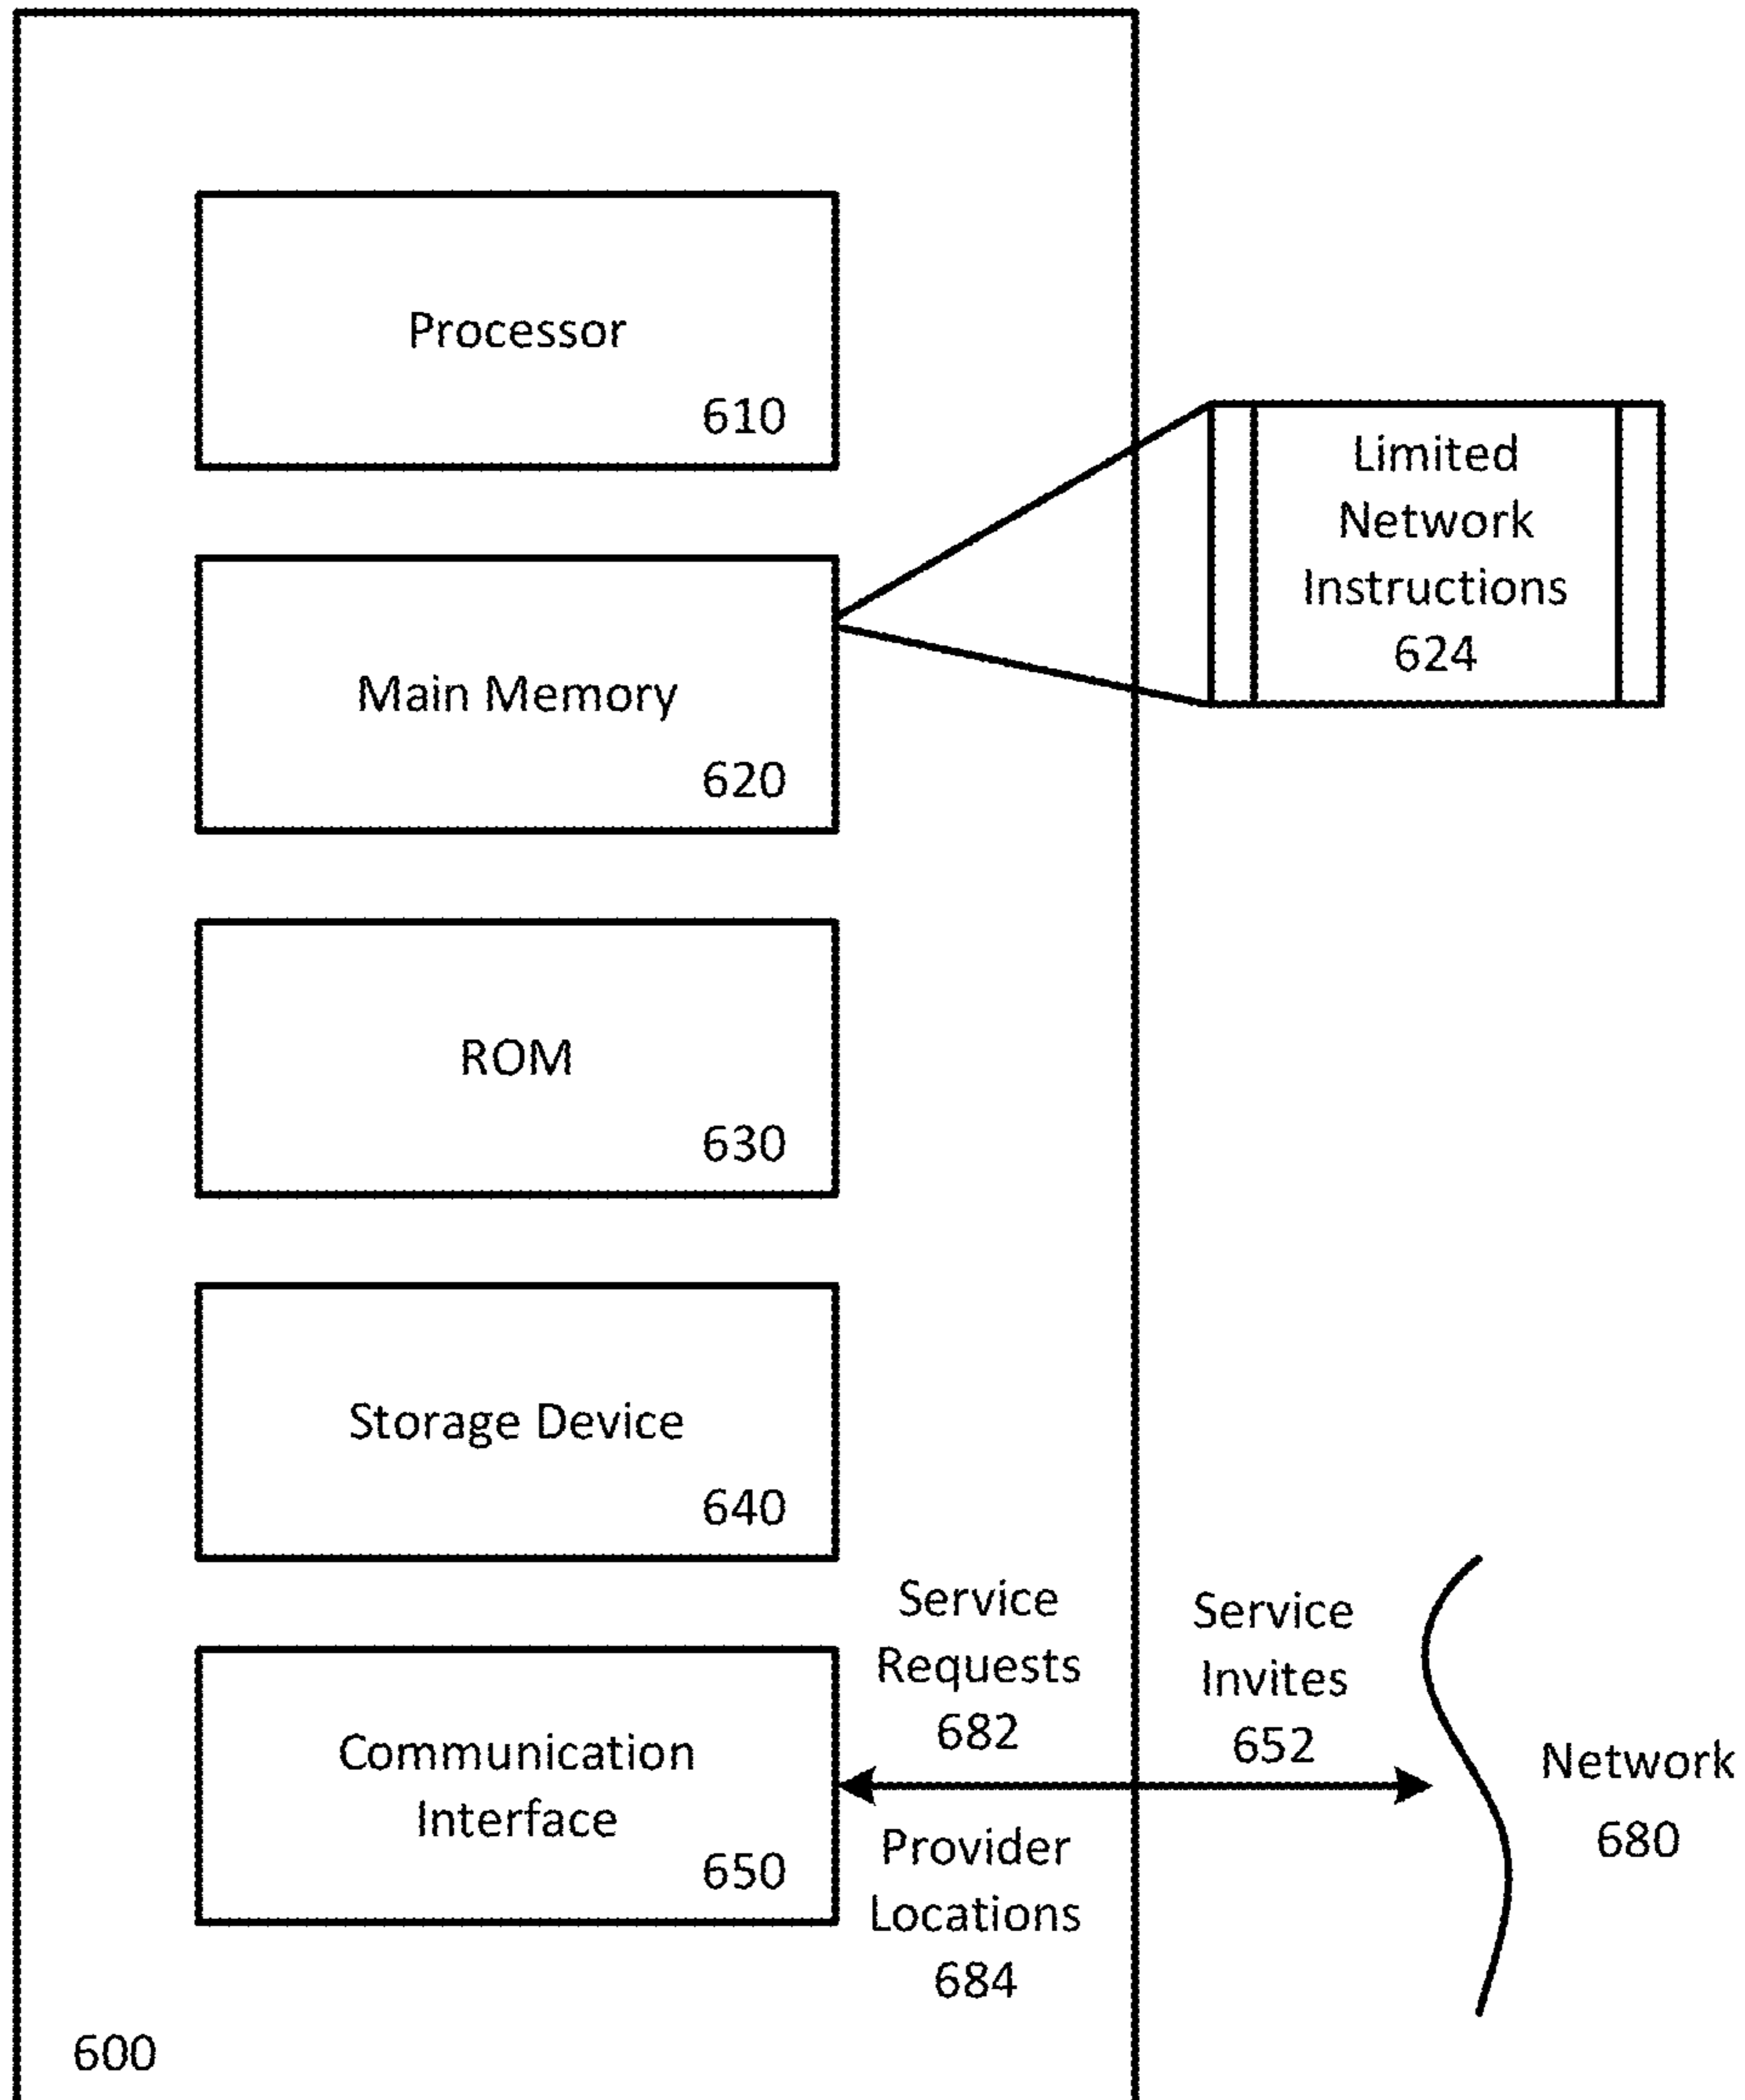 Processor
610
Limited
Network
Instructions
624
Main Memory
620
ROM
630
Storage Device
640
Service
Requests
682
Service
Invites
652
Communication
Interface
650
Provider
Locations
684
Network
680
600